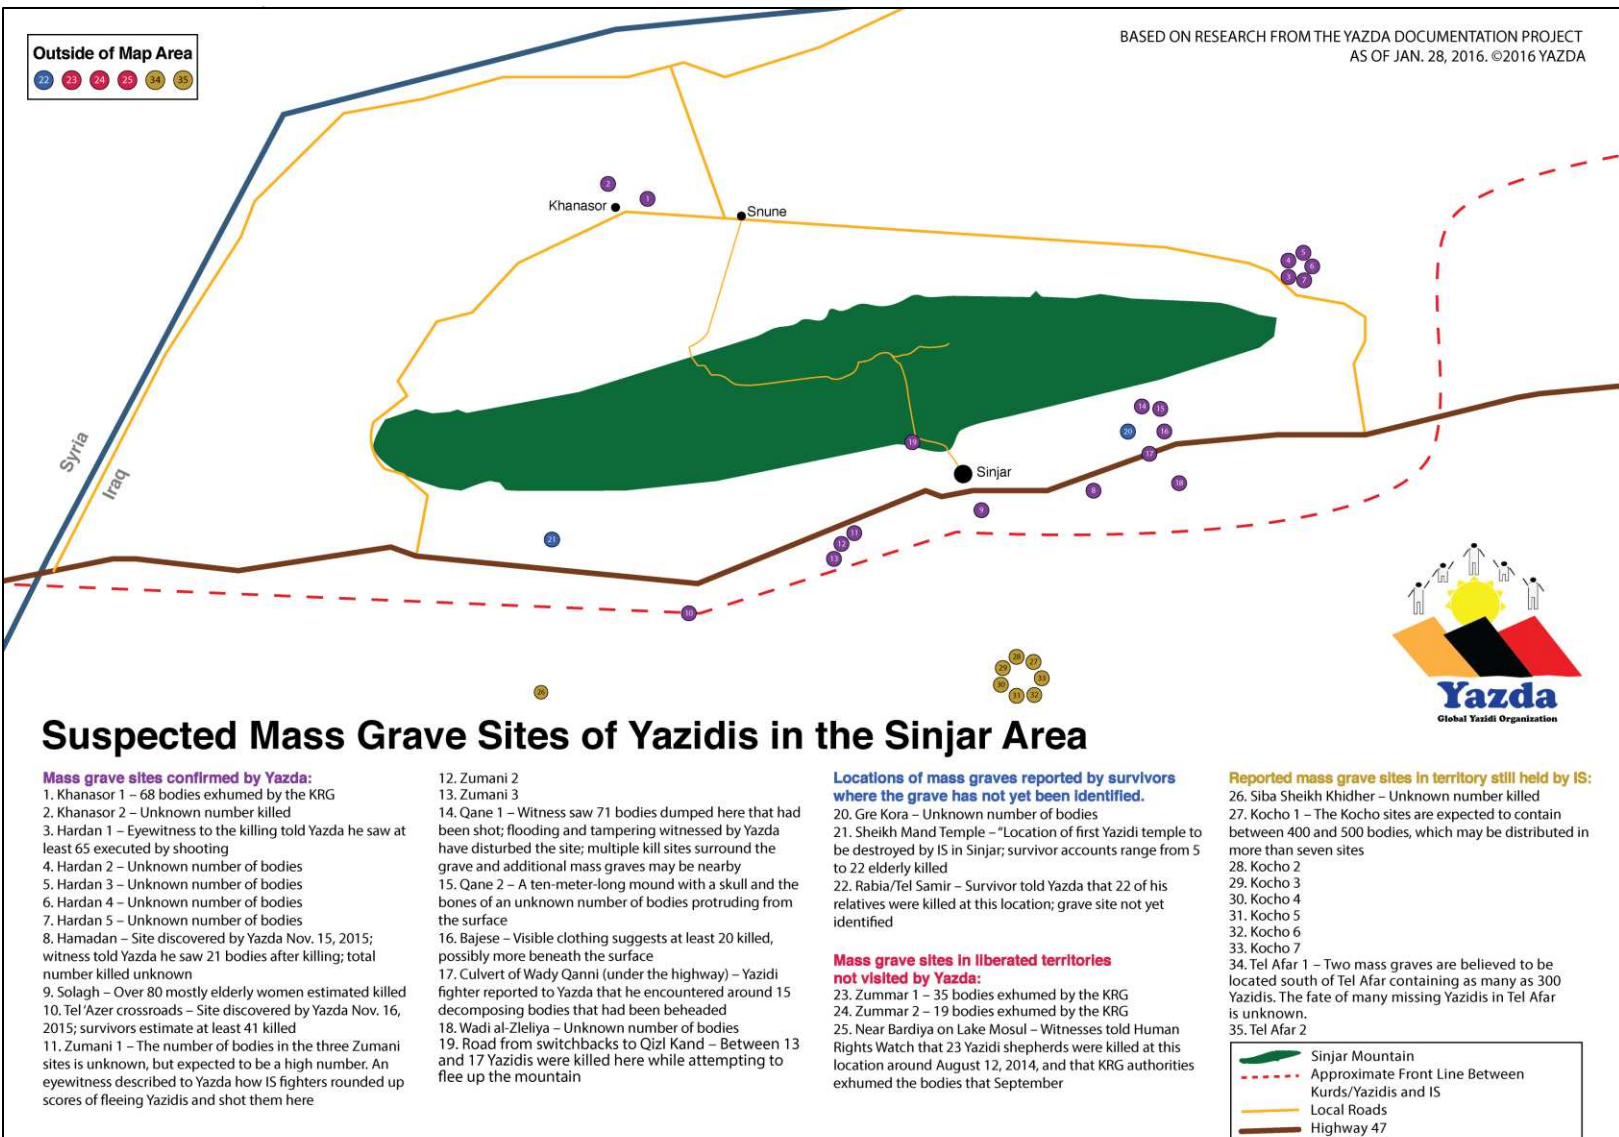 Outside of Map Area
22 23 24 25 34 35
BASED ON RESEARCH FROM THE YAZDA DOCUMENTATION PROJECT
AS OF JAN. 28, 2016. ©2016 YAZDA
2
1
Khanasor
Snune
5
4
6
3
7
14
15
20
16
19
17
Sinjar
18
8
9
Syria
Iraq
21
11
12
13
10
28
27
29
33
30
31
32
26
Yazda
Global Yazidi Organization
Suspected Mass Grave Sites of Yazidis in the Sinjar Area
Mass grave sites confirmed by Yazda:
1. Khanasor 1 – 68 bodies exhumed by the KRG
2. Khanasor 2 – Unknown number killed
3. Hardan 1 – Eyewitness to the killing told Yazda he saw at
least 65 executed by shooting
4. Hardan 2 – Unknown number of bodies
5. Hardan 3 – Unknown number of bodies
6. Hardan 4 – Unknown number of bodies
7. Hardan 5 – Unknown number of bodies
8. Hamadan – Site discovered by Yazda Nov. 15, 2015;
witness told Yazda he saw 21 bodies after killing; total
number killed unknown
9. Solagh – Over 80 mostly elderly women estimated killed
10. Tel 'Azer crossroads – Site discovered by Yazda Nov. 16,
2015; survivors estimate at least 41 killed
11. Zumani 1 – The number of bodies in the three Zumani
sites is unknown, but expected to be a high number. An
eyewitness described to Yazda how IS fighters rounded up
scores of fleeing Yazidis and shot them here
12. Zumani 2
13. Zumani 3
14. Qane 1 – Witness saw 71 bodies dumped here that had
been shot; flooding and tampering witnessed by Yazda
have disturbed the site; multiple kill sites surround the
grave and additional mass graves may be nearby
15. Qane 2 – A ten-meter-long mound with a skull and the
bones of an unknown number of bodies protruding from
the surface
16. Bajese – Visible clothing suggests at least 20 killed,
possibly more beneath the surface
17. Culvert of Wady Qanni (under the highway) – Yazidi
fighter reported to Yazda that he encountered around 15
decomposing bodies that had been beheaded
18. Wadi al-Zleliya – Unknown number of bodies
19. Road from switchbacks to Qizl Kand – Between 13
and 17 Yazidis were killed here while attempting to
flee up the mountain
Locations of mass graves reported by survivors
where the grave has not yet been identified.
20. Gre Kora – Unknown number of bodies
21. Sheikh Mand Temple – "Location of first Yazidi temple to
be destroyed by IS in Sinjar; survivor accounts range from 5
to 22 elderly killed
22. Rabia/Tel Samir – Survivor told Yazda that 22 of his
relatives were killed at this location; grave site not yet
identified
Mass grave sites in liberated territories
not visited by Yazda:
23. Zummar 1 – 35 bodies exhumed by the KRG
24. Zummar 2 – 19 bodies exhumed by the KRG
25. Near Bardiya on Lake Mosul – Witnesses told Human
Rights Watch that 23 Yazidi shepherds were killed at this
location around August 12, 2014, and that KRG authorities
exhumed the bodies that September
Reported mass grave sites in territory still held by IS:
26. Siba Sheikh Khidher – Unknown number killed
27. Kocho 1 – The Kocho sites are expected to contain
between 400 and 500 bodies, which may be distributed in
more than seven sites
28. Kocho 2
29. Kocho 3
30. Kocho 4
31. Kocho 5
32. Kocho 6
33. Kocho 7
34. Tel Afar 1 – Two mass graves are believed to be
located south of Tel Afar containing as many as 300
Yazidis. The fate of many missing Yazidis in Tel Afar
is unknown.
35. Tel Afar 2
Sinjar Mountain
Approximate Front Line Between
Kurds/Yazidis and IS
Local Roads
Highway 47